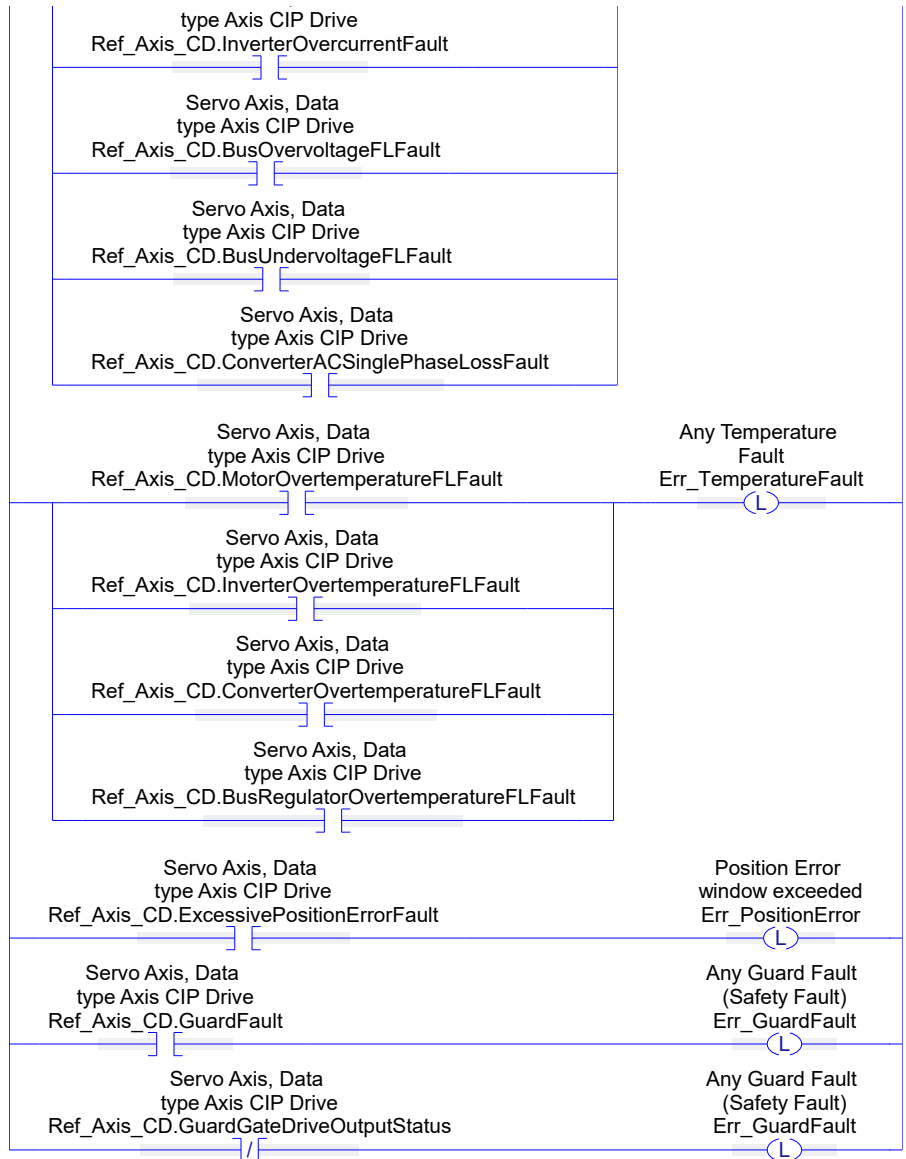 type Axis CIP Drive
Ref_Axis_CD.InverterOvercurrentFault
Servo Axis, Data
type Axis CIP Drive
Ref_Axis_CD.BusOvervoltageFLFault
Servo Axis, Data
type Axis CIP Drive
Ref_Axis_CD.BusUndervoltageFLFault
Servo Axis, Data
type Axis CIP Drive
Ref_Axis_CD.ConverterACSinglePhaseLossFault
Servo Axis, Data
type Axis CIP Drive
Ref_Axis_CD.MotorOvertemperatureFLFault
Any Temperature
Fault
Err_TemperatureFault
L
Servo Axis, Data
type Axis CIP Drive
Ref_Axis_CD.InverterOvertemperatureFLFault
Servo Axis, Data
type Axis CIP Drive
Ref_Axis_CD.ConverterOvertemperatureFLFault
Servo Axis, Data
type Axis CIP Drive
Ref_Axis_CD.BusRegulatorOvertemperatureFLFault
Servo Axis, Data
type Axis CIP Drive
Ref_Axis_CD.ExcessivePositionErrorFault
Position Error
window exceeded
Err_PositionError
L
Servo Axis, Data
type Axis CIP Drive
Ref_Axis_CD.GuardFault
Any Guard Fault
(Safety Fault)
Err_GuardFault
L
Servo Axis, Data
type Axis CIP Drive
Ref_Axis_CD.GuardGateDriveOutputStatus
/
Any Guard Fault
(Safety Fault)
Err_GuardFault
L